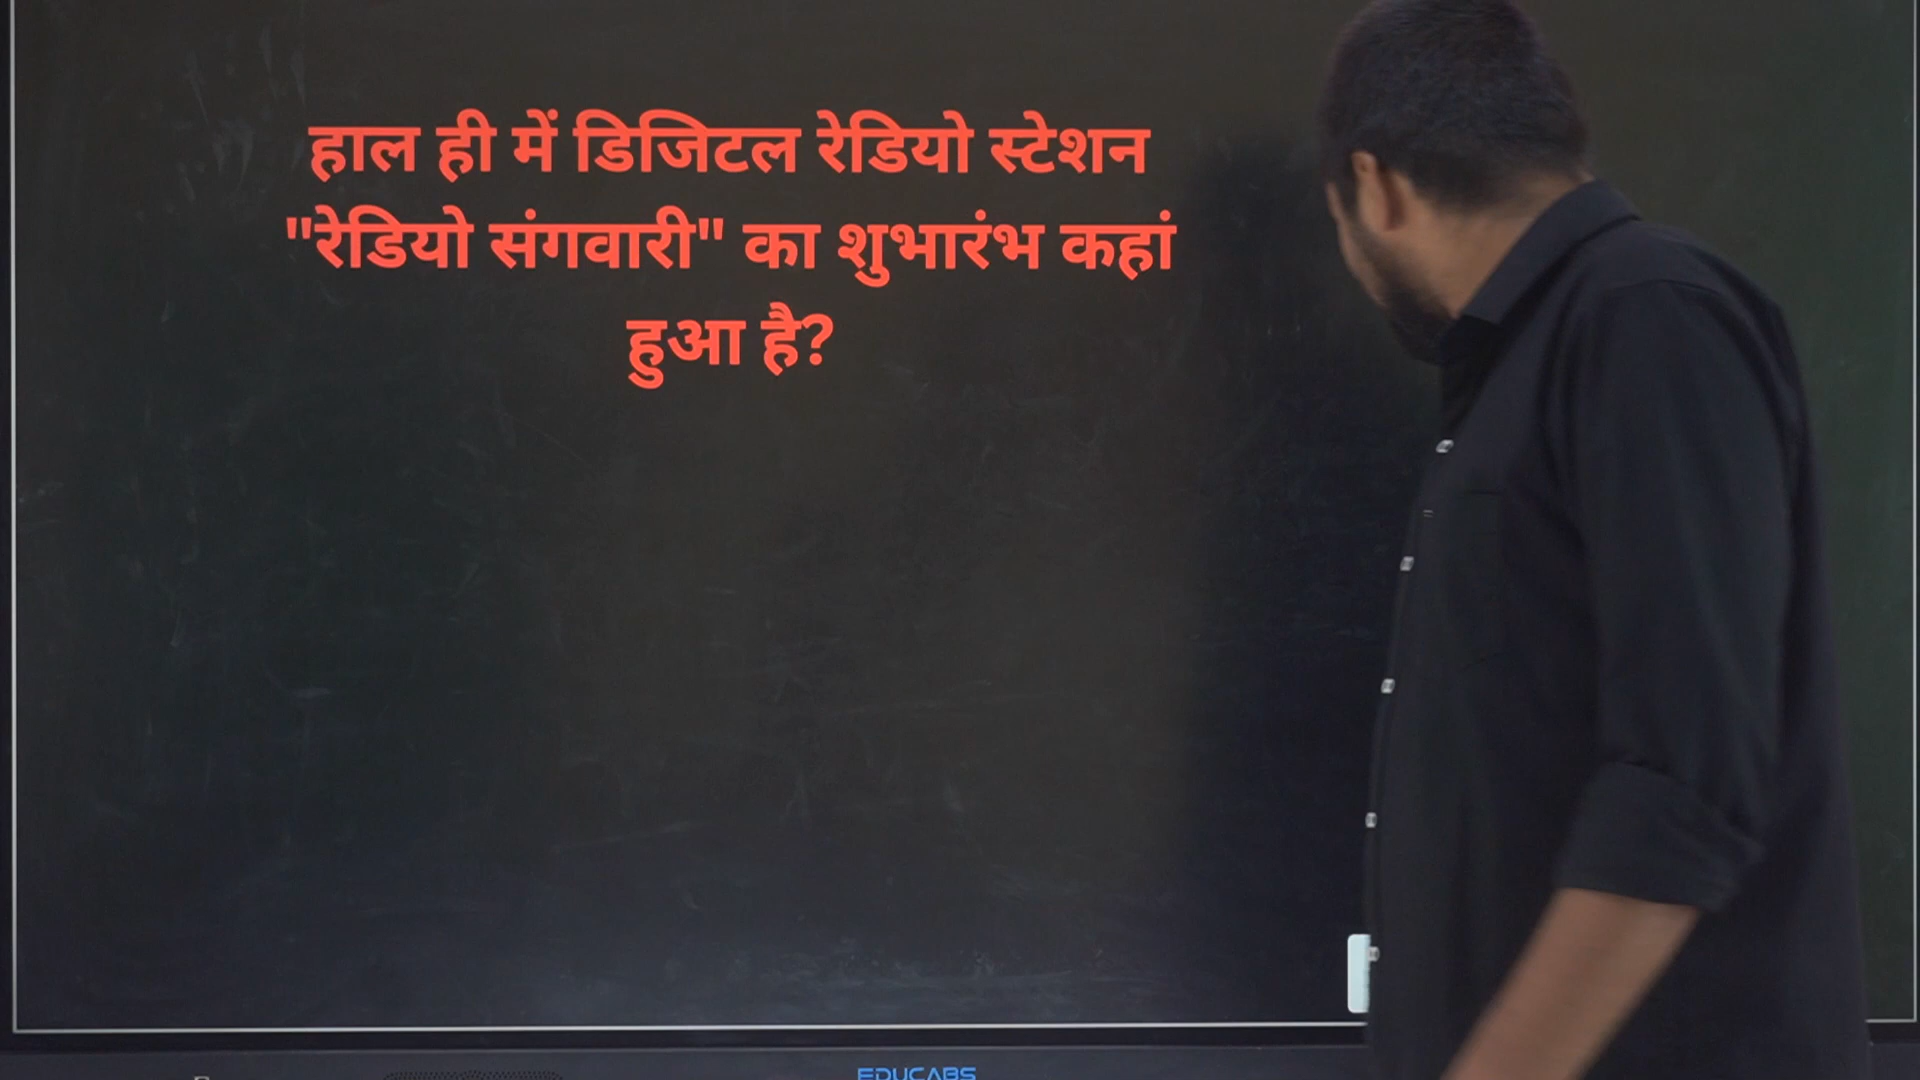 हाल ही में डिजिटल रेडियो स्टेशन
"रेडियो संगवारी" का शुभारंभ कहां
हुआ है?
EDUCABS